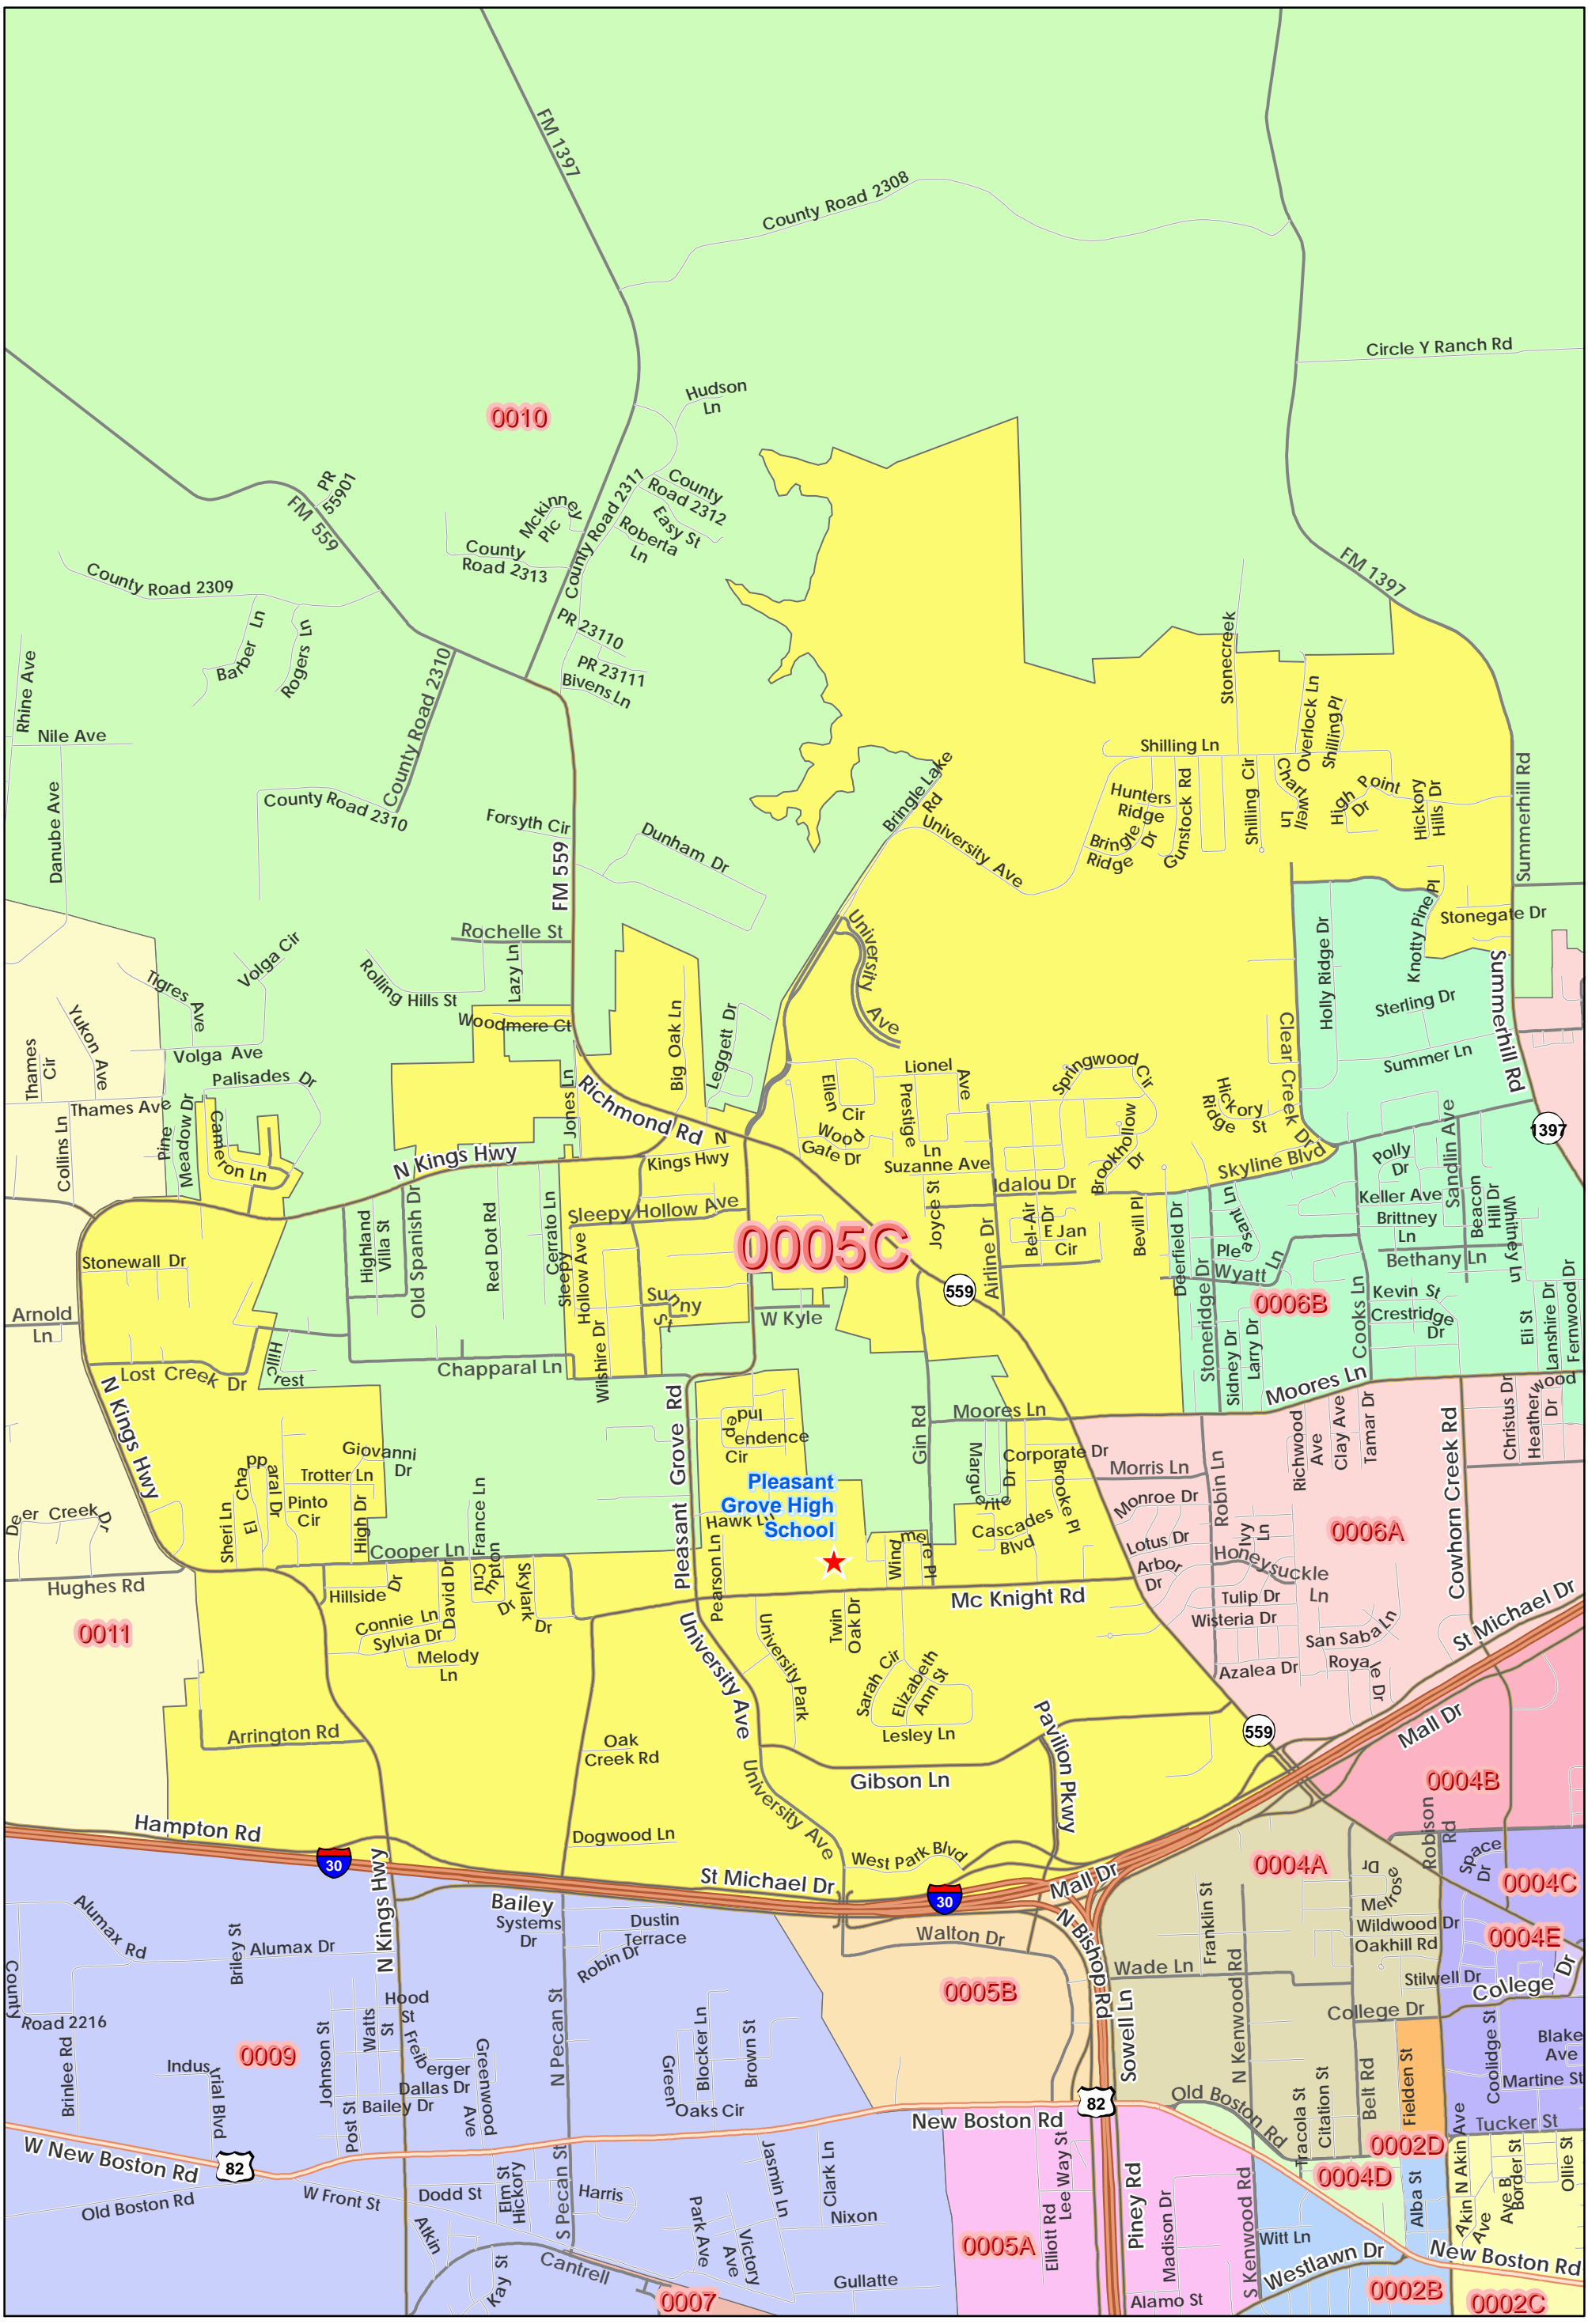 FM 1397
County Road 2308
Circle Y Ranch Rd
Hudson
Ln
0010
PR
55901
FM 559
Mckinney
Plc
County Road 2311
County
Road 2312
Easy St
Roberta
Ln
County
Road 2313
FM 1397
County Road 2309
Barber Ln
Rogers Ln
PR 23110
PR 23111
Bivens Ln
Stonecreek
Rhine Ave
Nile Ave
County Road 2310
Overlock Ln
Shilling Pl
Shilling Ln
Danube Ave
County Road 2310
Forsyth Cir
Dunham Dr
Bringle Lake
Rd
University Ave
Hunters
Ridge
Bringle
Ridge
Dr
Gunstock Rd
Shilling Cir
Chartwell
Ln
High Point
Dr
Hickory
Hills Dr
Summerhill Rd
FM 559
Rochelle St
Lazy Ln
Volga Cir
Rolling Hills St
Woodmere Ct
University
Ave
Holly Ridge Dr
Knotty Pine Pl
Stonegate Dr
Sterling Dr
Summer Ln
Summerhill Rd
Tigres Ave
Yukon Ave
Thames
Cir
Volga Ave
Palisades Dr
Thames Ave
Collins Ln
Pine
Meadow Dr
Cameron Ln
Jones Ln
Richmond Rd
Big Oak Ln
Leggett Dr
Lionel
Ave
Ellen
Cir
Prestige
Ln
Wood
Gate Dr
Suzanne Ave
Springwood Cir
Hickory
Ridge St
Clear Creek Dr
Brookhollow
Dr
Skyline Blvd
1397
N Kings Hwy
N
Kings Hwy
Sleepy Hollow Ave
Idalou Dr
Polly
Dr
Sandlin Ave
Keller Ave
Beacon
Hill Dr
Brittney
Ln
Whitney Ln
Bethany Ln
Highland
Villa St
Old Spanish Dr
Red Dot Rd
Cerrato Ln
Sleepy
Hollow Ave
Stonewall Dr
0005C
Joyce St
Airline Dr
Bel-Air
Dr
E Jan
Cir
Bevill Pl
Deerfield Dr
Pleasant Ln
Wyatt Ln
Stoneridge Dr
0006B
559
Kevin St
Crestridge
Dr
Cooks Ln
Eli St
Lanshire Dr
Fernwood Dr
Arnold
Ln
Sunny
St
W Kyle
Wilshire Dr
Sidney Dr
Larry Dr
Hillcrest
Lost Creek Dr
Chapparal Ln
Moores Ln
N Kings Hwy
Pleasant Grove Rd
Independence
Cir
Gin Rd
Moores Ln
Marguerite Dr
Corporate Dr
Brooke Pl
Morris Ln
Robin Ln
Richwood
Ave
Clay Ave
Tamar Dr
Cowhorn Creek Rd
Christus Dr
Heatherwood
Dr
Giovanni
Dr
Trotter Ln
El Chapparal Dr
Pinto
Cir
High Dr
Sheri Ln
Pleasant
Grove High
School
Hawk Ln
Cascades
Blvd
Monroe Dr
Lotus Dr
Arbor
Dr
Ivy
Ln
Honeysuckle
Ln
0006A
Deer Creek Dr
Hughes Rd
France Ln
Cooper Ln
Crumpton
Dr
Skylark
Dr
David Dr
Hillside Dr
Connie Ln
Sylvia Dr
Melody
Ln
Pearson Ln
Windmere Pl
Mc Knight Rd
Tulip Dr
Wisteria Dr
San Saba Ln
Azalea Dr
Royale Dr
St Michael Dr
0011
University Ave
University Park
Twin
Oak Dr
Sarah Cir
Elizabeth
Ann St
Lesley Ln
Arrington Rd
Oak
Creek Rd
Pavilion Pkwy
559
Mall Dr
Gibson Ln
0004B
University Ave
Hampton Rd
30
Dogwood Ln
West Park Blvd
St Michael Dr
30
Mall Dr
0004A
Robison
Rd
Space
Dr
0004C
Melrose
Dr
Wildwood Dr
Oakhill Rd
0004E
Stilwell Dr
College Dr
Alumax Rd
Alumax Dr
Briley St
N Kings Hwy
Bailey
Systems
Dr
Dustin
Terrace
Robin Dr
Walton Dr
N Bishop Rd
Wade Ln
Franklin St
N Kenwood Rd
College Dr
0005B
County
Road 2216
Hood
St
Watts
St
Johnson St
Freiberger
Dallas Dr
Bailey Dr
Greenwood
Ave
N Pecan St
Green
Oaks Cir
Blocker Ln
Brown St
Sowell Ln
0009
Brinlee Rd
Industrial Blvd
Post St
Belt Rd
Fielden St
Coolidge St
Blake
Ave
Martine St
Tucker St
82
New Boston Rd
Old Boston Rd
Tracola St
Citation St
0002D
0004D
W New Boston Rd
82
Old Boston Rd
W Front St
Dodd St
Elm St
Hickory
Harris
S Pecan St
Jasmin Ln
Clark Ln
Nixon
Park Ave
Victory
Ave
Gullatte
Atkin
Kay St
Cantrell
0007
0005A
Elliott Rd
Lee Way St
Piney Rd
Madison Dr
Alamo St
S Kenwood Rd
Witt Ln
Westlawn Dr
Alba St
N Akin Ave
Akin
Ave
Ave B
Border St
Ollie St
New Boston Rd
0002B
0002C